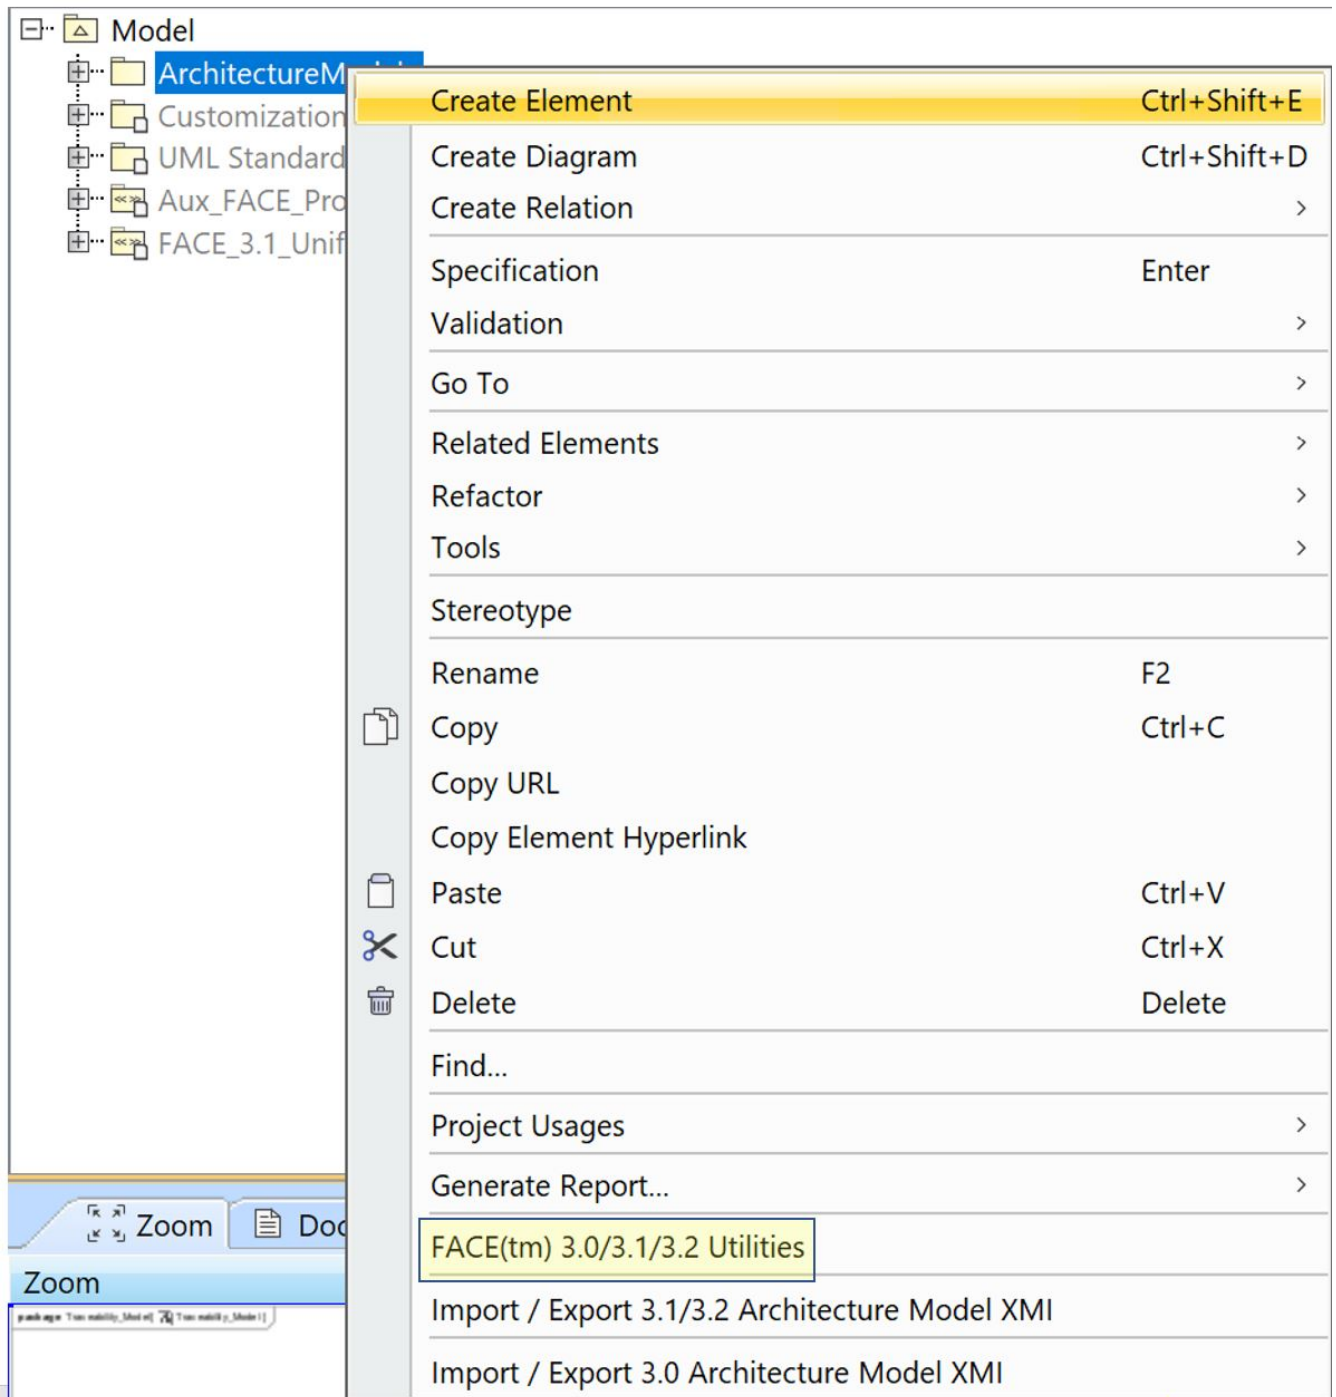 Model
ArchitectureM
Customization
UML Standard
Aux_FACE_Pro
FACE_3.1_Unif
Create Element Ctrl+Shift+E
Create Diagram Ctrl+Shift+D
Create Relation
Specification Enter
Validation
Go To
Related Elements
Refactor
Tools
Stereotype
Rename F2
Copy Ctrl+C
Copy URL
Copy Element Hyperlink
Paste Ctrl+V
Cut Ctrl+X
Delete Delete
Find...
Project Usages
Generate Report...
FACE(tm) 3.0/3.1/3.2 Utilities
Import / Export 3.1/3.2 Architecture Model XMI
Import / Export 3.0 Architecture Model XMI
Zoom Doc
Zoom
package